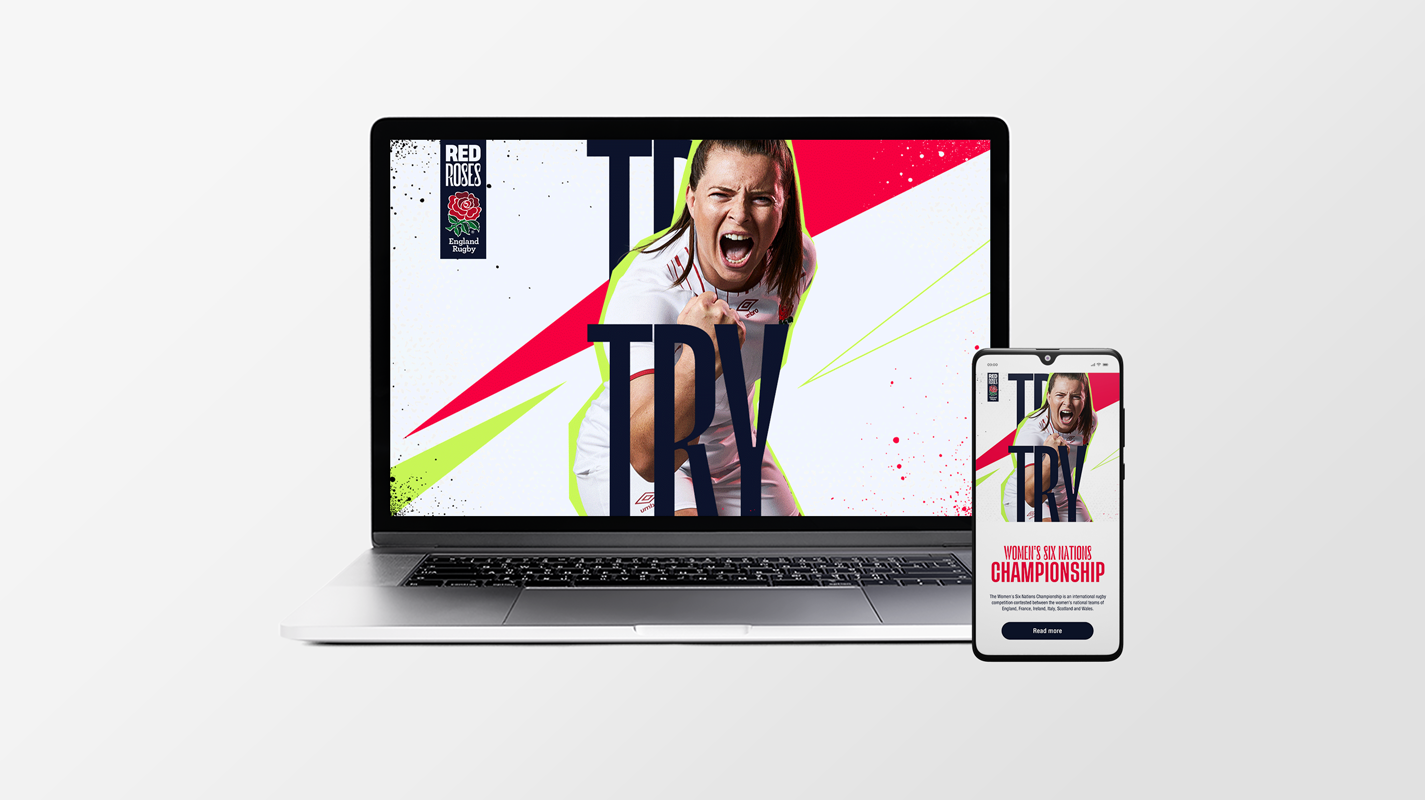 RED
ROSES
England
Rugby
TR
TRY
umbro
RED
ROSES
TR
TRY
WOMEN'S SIX NATIONS
CHAMPIONSHIP
The Women's Six Nations Championship is an international rugby
competition contested between the women's national teams of
England, France, Ireland, Italy, Scotland and Wales.
Read more